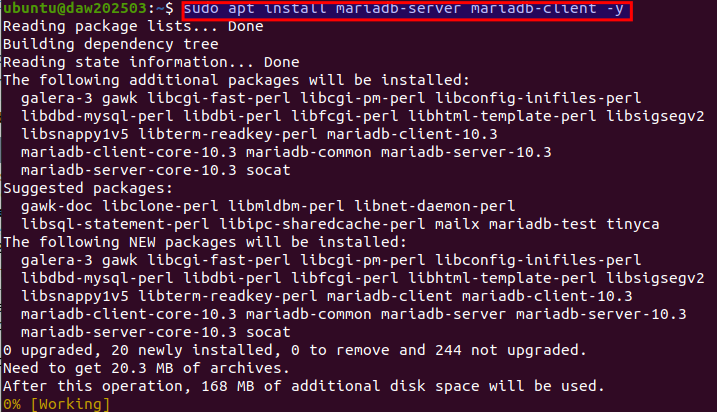 ubuntu@daw202503:~$ sudo apt install mariadb-server mariadb-client -y
Reading package lists... Done
Building dependency tree
Reading state information... Done
The following additional packages will be installed:
  galera-3 gawk libcgi-fast-perl libcgi-pm-perl libconfig-inifiles-perl
  libdbd-mysql-perl libdbi-perl libfcgi-perl libhtml-template-perl libsigsegv2
  libsnappy1v5 libterm-readkey-perl mariadb-client-10.3
  mariadb-client-core-10.3 mariadb-common mariadb-server-10.3
  mariadb-server-core-10.3 socat
Suggested packages:
  gawk-doc libclone-perl libmldbm-perl libnet-daemon-perl
  libsql-statement-perl libipc-sharedcache-perl mailx mariadb-test tinyca
The following NEW packages will be installed:
  galera-3 gawk libcgi-fast-perl libcgi-pm-perl libconfig-inifiles-perl
  libdbd-mysql-perl libdbi-perl libfcgi-perl libhtml-template-perl libsigsegv2
  libsnappy1v5 libterm-readkey-perl mariadb-client mariadb-client-10.3
  mariadb-client-core-10.3 mariadb-common mariadb-server mariadb-server-10.3
  mariadb-server-core-10.3 socat
0 upgraded, 20 newly installed, 0 to remove and 244 not upgraded.
Need to get 20.3 MB of archives.
After this operation, 168 MB of additional disk space will be used.
0% [Working]